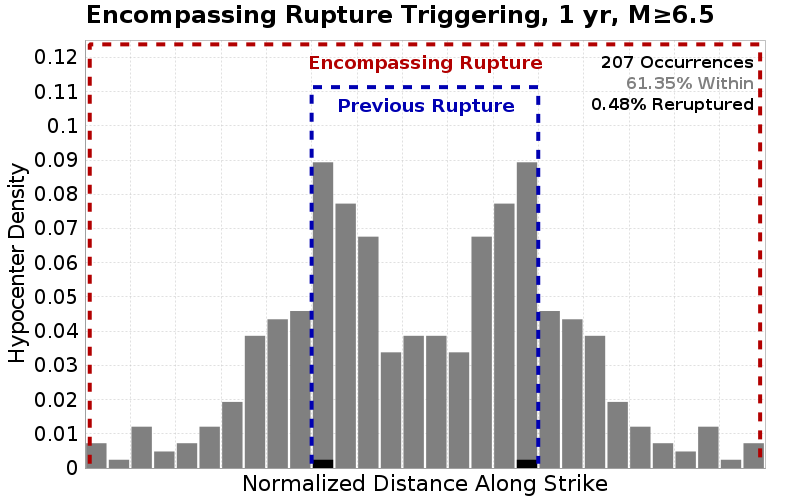 Encompassing Rupture Triggering, 1 yr, M≥6.5
Encompassing Rupture
207 Occurrences
61.35% Within
0.48% Reruptured
Previous Rupture
Hypocenter Density
0.12
0.11
0.1
0.09
0.08
0.07
0.06
0.05
0.04
0.03
0.02
0.01
0
Normalized Distance Along Strike